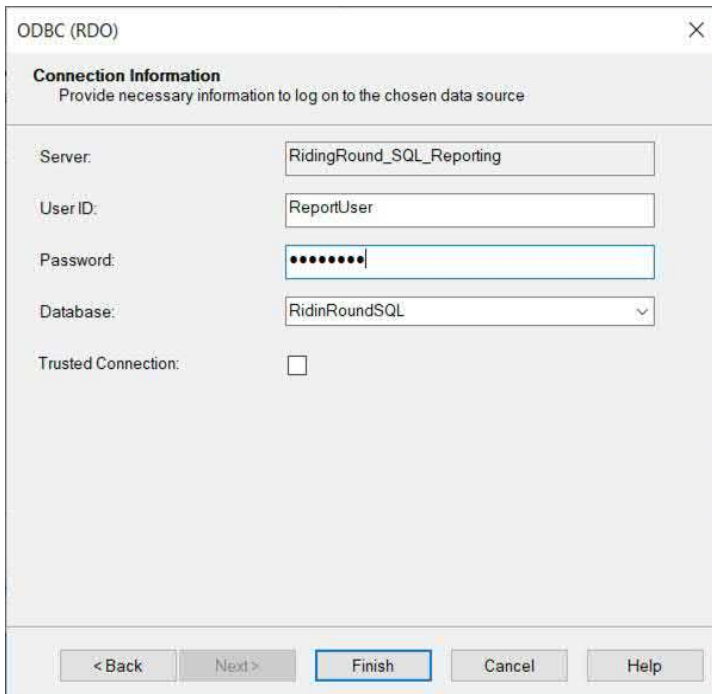 ODBC (RDO)
Connection Information
Provide necessary information to log on to the chosen data source
Server: RidingRound_SQL_Reporting
User ID: ReportUser
Password: ●●●●●●●●
Database: RidinRoundSQL
Trusted Connection:
< Back Next > Finish Cancel Help